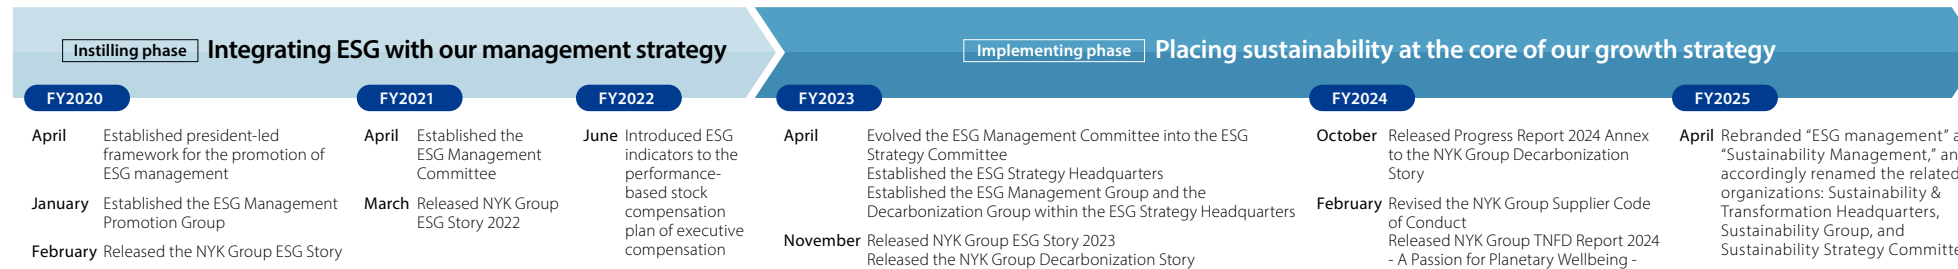 Instilling phase Integrating ESG with our management strategy
Implementing phase Placing sustainability at the core of our growth strategy
FY2020
April Established president-led
framework for the promotion of
ESG management
January Established the ESG Management
Promotion Group
February Released the NYK Group ESG Story
FY2021
April Established the
ESG Management
Committee
March Released NYK Group
ESG Story 2022
FY2022
June Introduced ESG
indicators to the
performance-
based stock
compensation
plan of executive
compensation
FY2023
April Evolved the ESG Management Committee into the ESG
Strategy Committee
Established the ESG Strategy Headquarters
Established the ESG Management Group and the
Decarbonization Group within the ESG Strategy Headquarters
November Released NYK Group ESG Story 2023
Released the NYK Group Decarbonization Story
FY2024
October Released Progress Report 2024 Annex
to the NYK Group Decarbonization
Story
February Revised the NYK Group Supplier Code
of Conduct
Released NYK Group TNFD Report 2024
- A Passion for Planetary Wellbeing -
FY2025
April Rebranded “ESG management”
“Sustainability Management,”
accordingly renamed the related
organizations: Sustainability &
Transformation Headquarters,
Sustainability Group, and
Sustainability Strategy